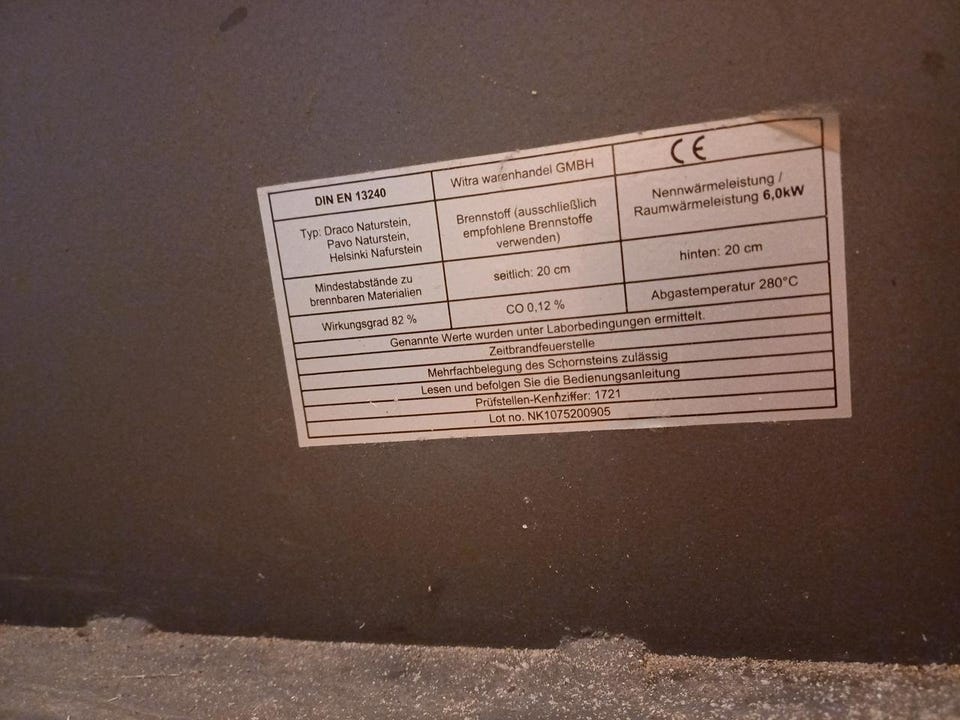 DIN EN 13240
Witra warenhandel GMBH
CE
Typ: Draco Naturstein,
Pavo Naturstein,
Helsinki Nafurstein
Brennstoff (ausschließlich
empfohlene Brennstoffe
verwenden)
Nennwärmeleistung /
Raumwärmeleistung 6,0kW
Mindestabstände zu
brennbaren Materialien
seitlich: 20 cm
hinten: 20 cm
Wirkungsgrad 82 %
CO 0,12 %
Abgastemperatur 280°C
Genannte Werte wurden unter Laborbedingungen ermittelt.
Zeitbrandfeuerstelle
Mehrfachbelegung des Schornsteins zulässig
Lesen und befolgen Sie die Bedienungsanleitung
Prüfstellen-Kennziffer: 1721
Lot no. NK1075200905